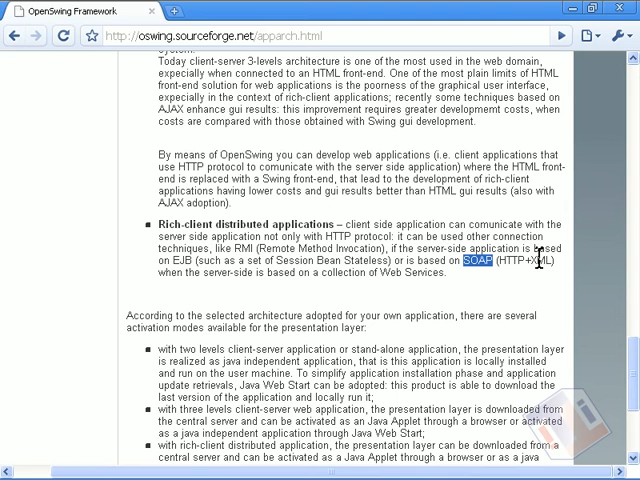 OpenSwing Framework
http://oswing.sourceforge.net/apparch.html
system.
Today client-server 3-levels architecture is one of the most used in the web domain,
expecially when connected to an HTML front-end. One of the most plain limits of HTML
front-end solution for web applications is the poorness of the graphical user interface,
expecially in the context of rich-client applications; recently some techniques based on
AJAX enhance gui results: this improvement requires greater developmemt costs, when
costs are compared with those obtained with Swing gui development.
By means of OpenSwing you can develop web applications (i.e. client applications that
use HTTP protocol to comunicate with the server side application) where the HTML front-
end is replaced with a Swing front-end, that lead to the development of rich-client
applications having lower costs and gui results better than HTML gui results (also with
AJAX adoption).
Rich-client distributed applications – client side application can comunicate with the
server side application not only with HTTP protocol: it can be used other connection
techniques, like RMI (Remote Method Invocation), if the server-side application is based
on EJB (such as a set of Session Bean Stateless) or is based on SOAP (HTTP+XML)
when the server-side is based on a collection of Web Services.
According to the selected architecture adopted for your own application, there are several
activation modes available for the presentation layer:
with two levels client-server application or stand-alone application, the presentation layer
is realized as java independent application, that is this application is locally installed
and run on the user machine. To simplify application installation phase and application
update retrievals, Java Web Start can be adopted: this product is able to download the
last version of the application and locally run it;
with three levels client-server web application, the presentation layer is downloaded from
the central server and can be activated as a Java Applet through a browser or activated
as a java independent application through Java Web Start;
with rich-client distributed application, the presentation layer can be downloaded from a
central server and can be activated as a Java Applet through a browser or as a java